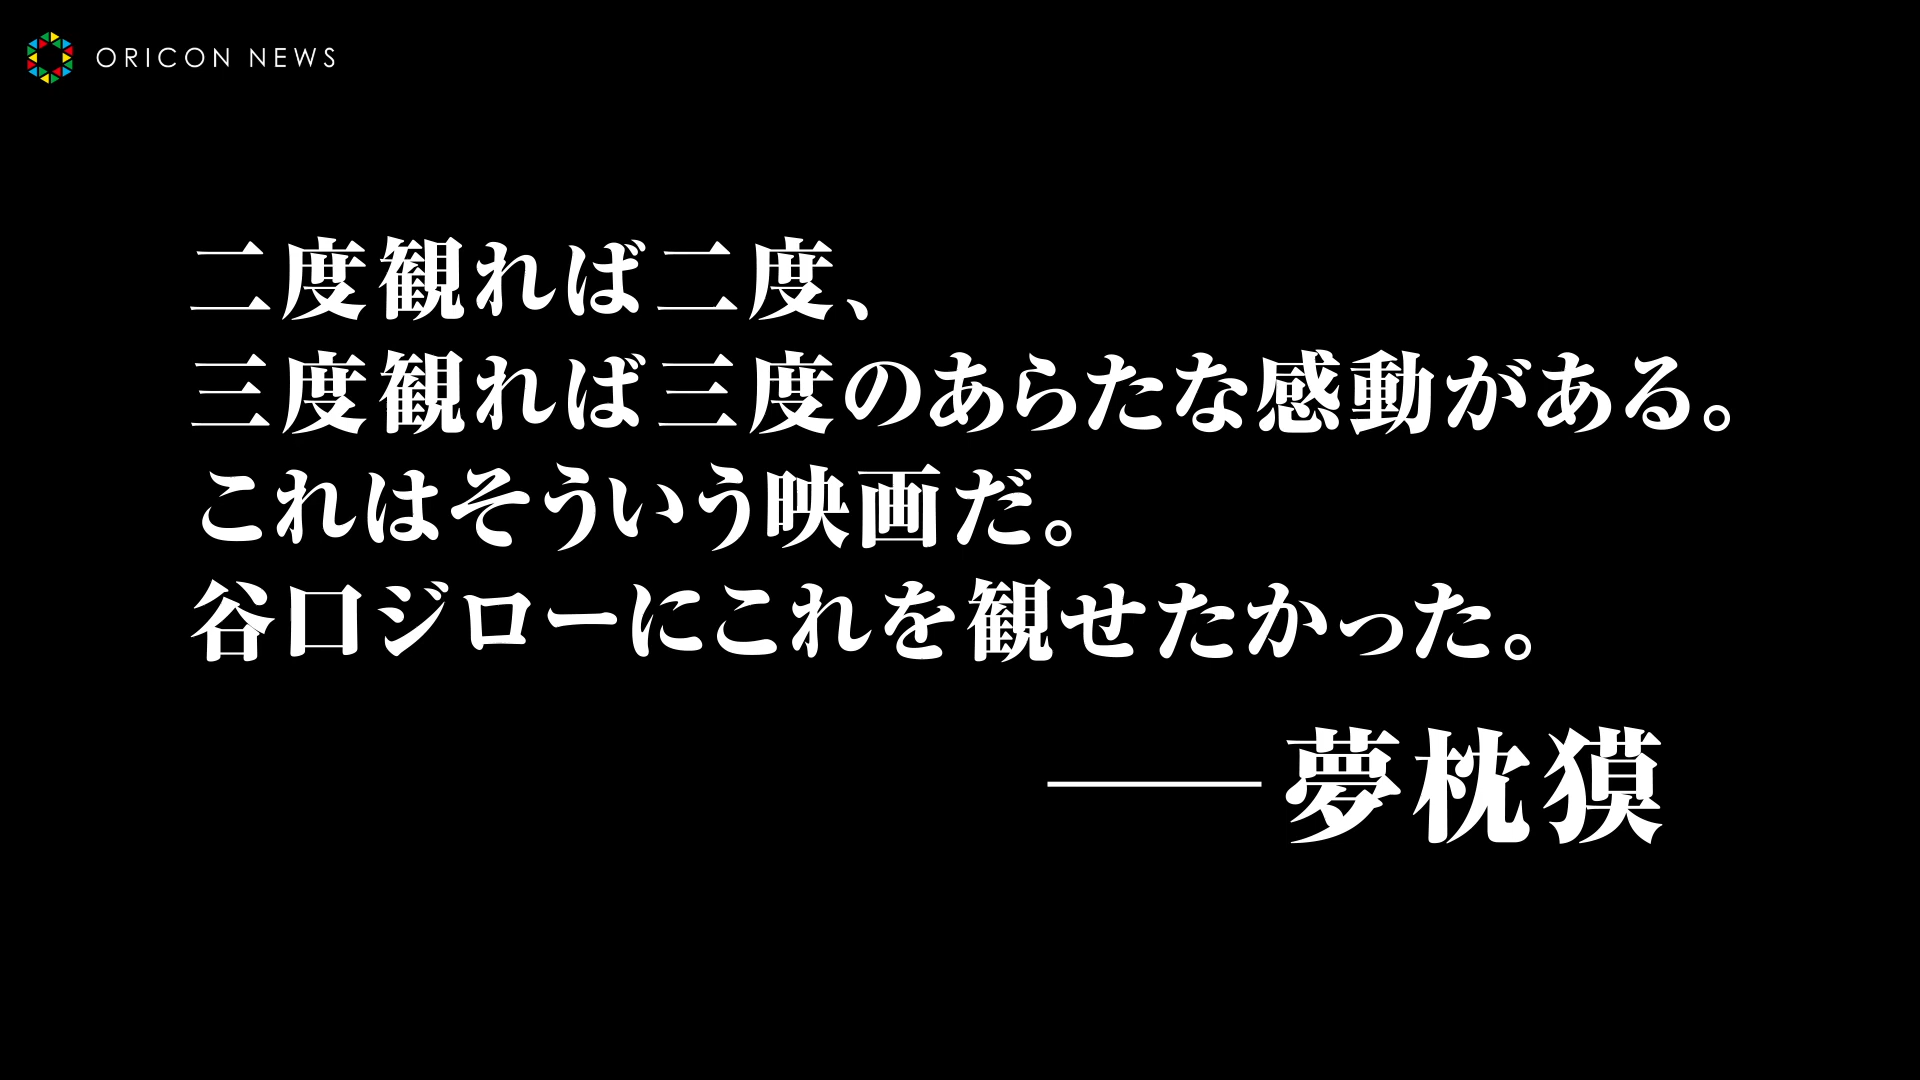 ORICON NEWS
二度観れば二度、
三度観れば三度のあらたな感動がある。
これはそういう映画だ。
谷口ジローにこれを観せたかった。
――夢枕獏